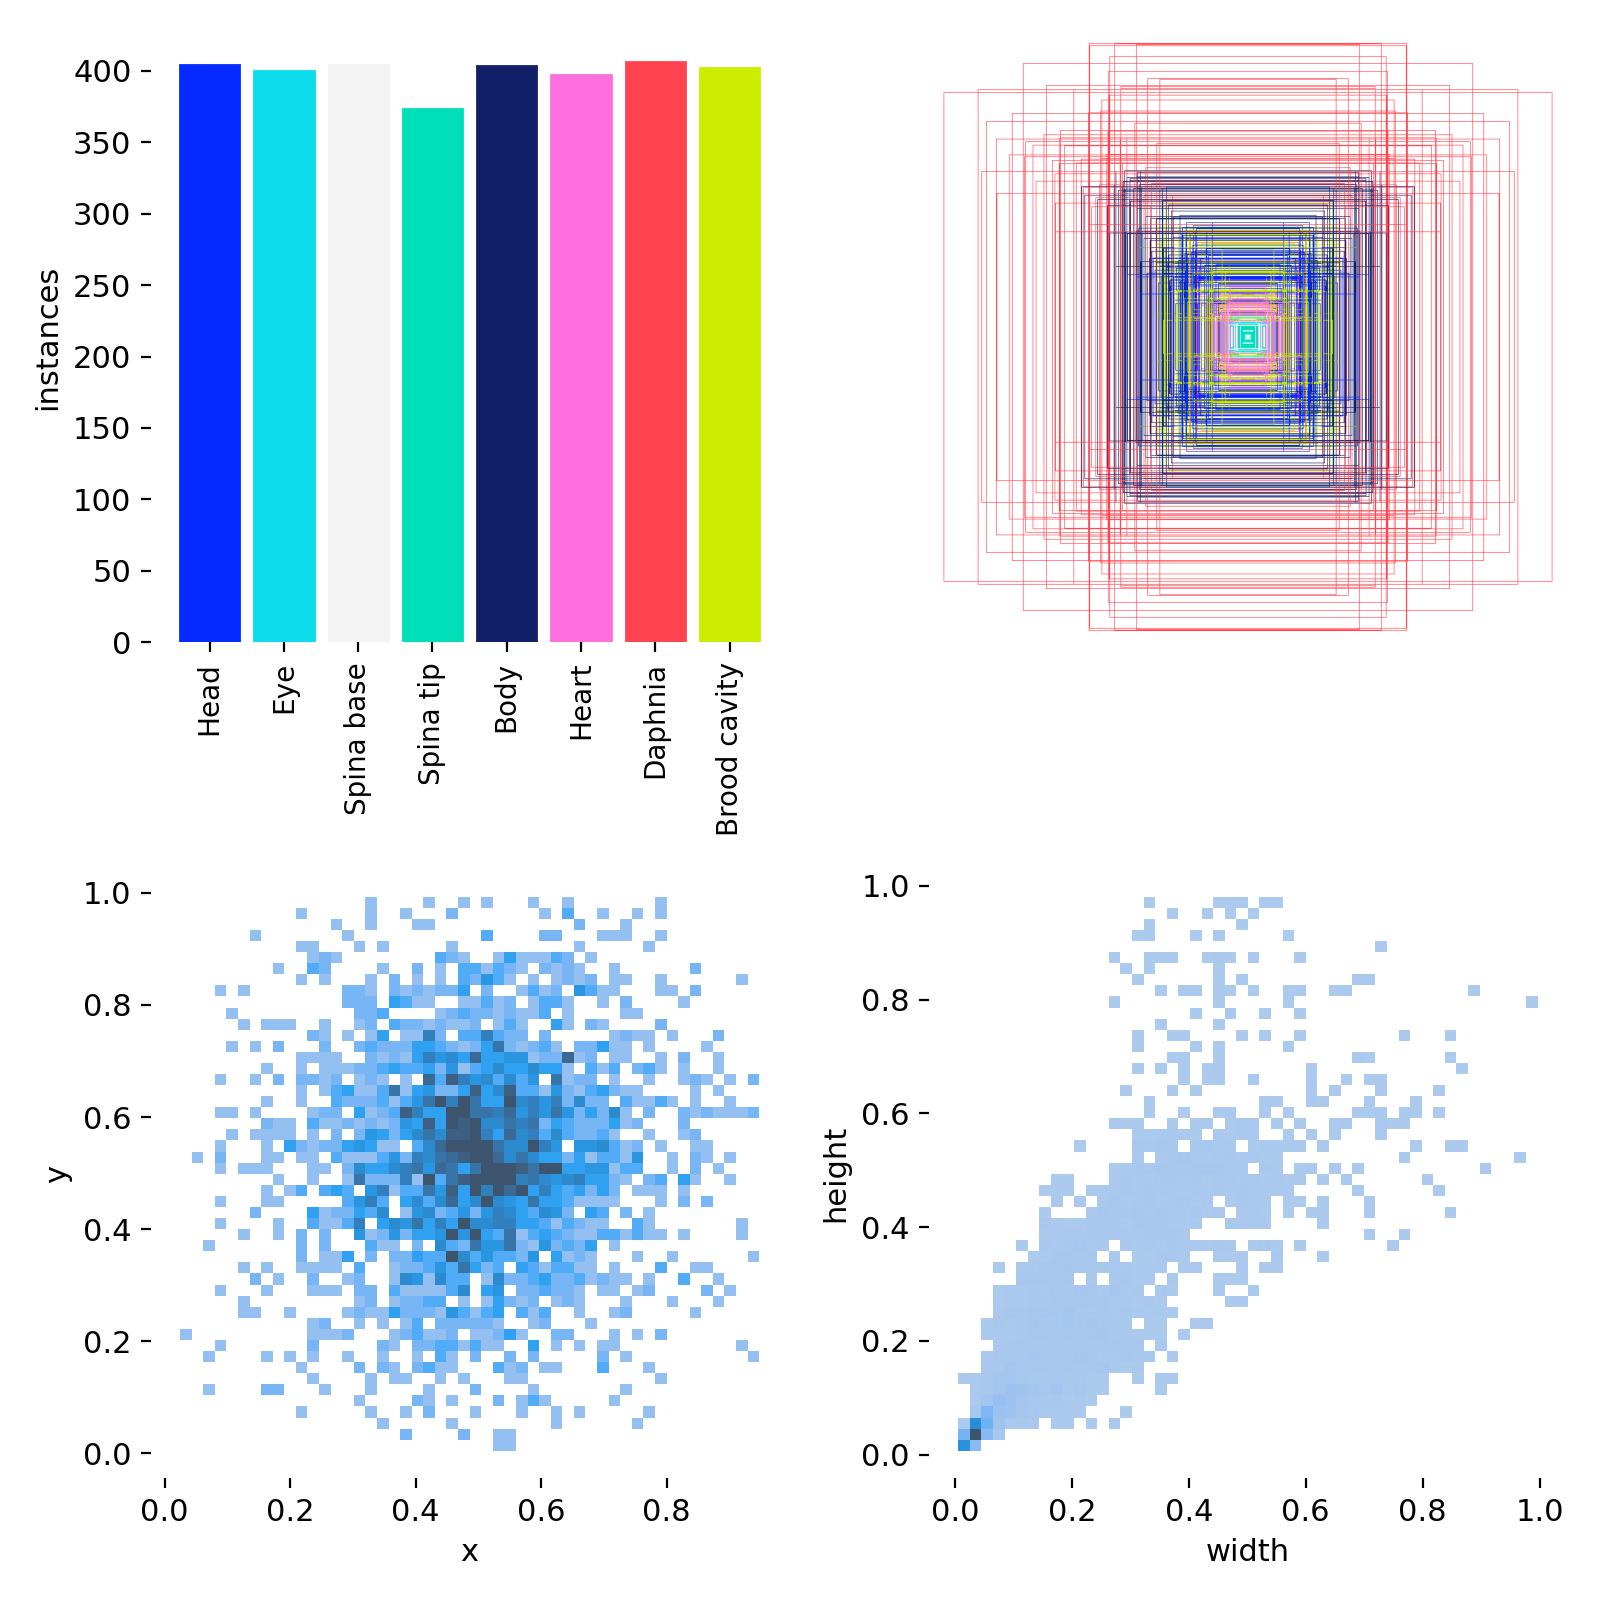 400
350
300
250
200
150
100
50
0
instances
Head
Eye
Spina base
Spina tip
Body
Heart
Daphnia
Brood cavity
1.0
0.8
0.6
0.4
0.2
0.0
y
0.0 0.2 0.4 0.6 0.8
x
1.0
0.8
0.6
0.4
0.2
0.0
height
0.0 0.2 0.4 0.6 0.8 1.0
width